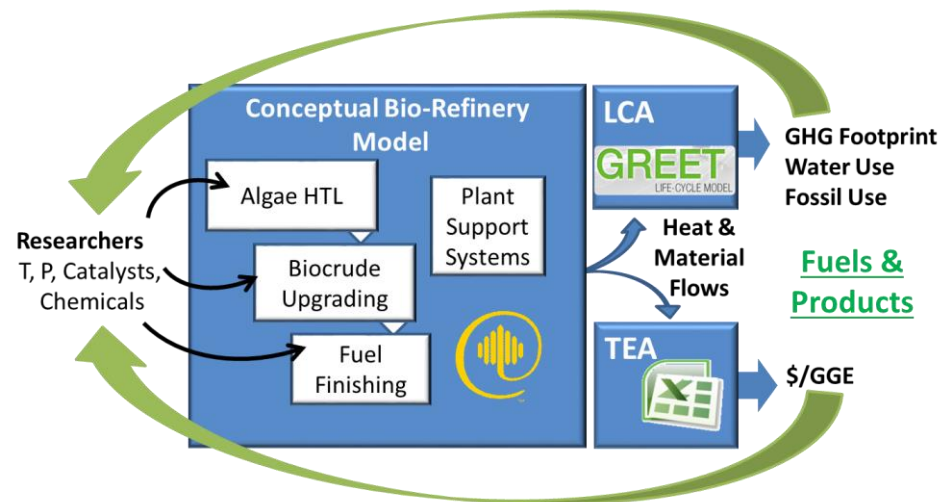 Conceptual Bio-Refinery
Model
Algae HTL
Biocrude
Upgrading
Fuel
Finishing
Plant
Support
Systems
Researchers
T, P, Catalysts,
Chemicals
LCA
GREET
LIFE-CYCLE MODEL
Heat &
Material
Flows
TEA
X
GHG Footprint
Water Use
Fossil Use
Fuels &
Products
$/GGE